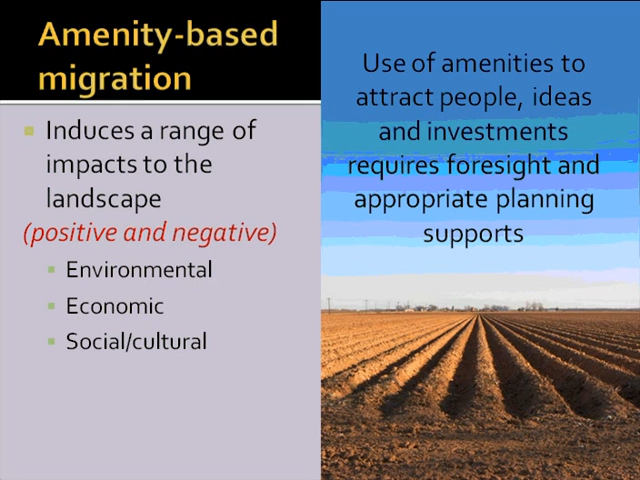 Amenity-based
migration
Induces a range of
impacts to the
landscape
(positive and negative)
Environmental
Economic
Social/cultural
Use of amenities to
attract people, ideas
and investments
requires foresight and
appropriate planning
supports